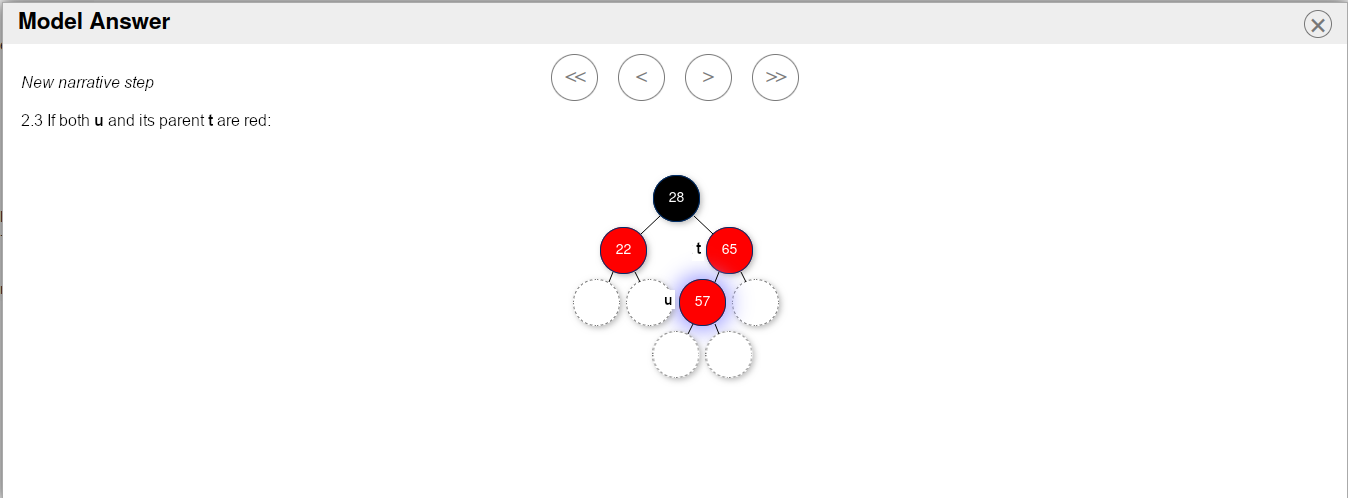 Model Answer
<< < > >>
New narrative step
2.3 If both u and its parent t are red:
28
22 t 65
u 57